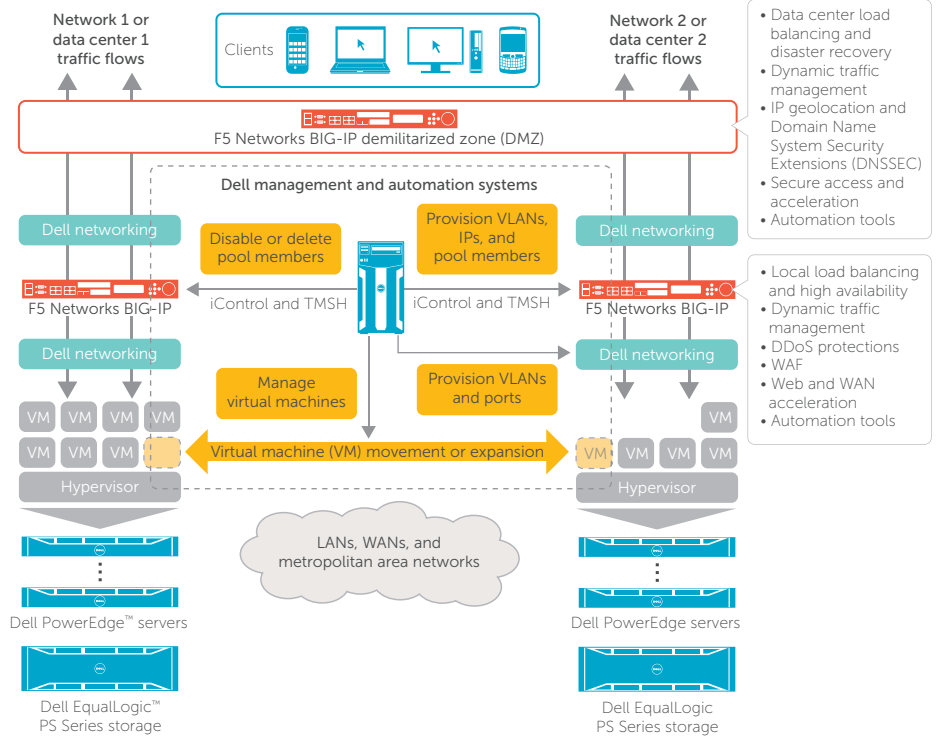 Network 1 or
data center 1
traffic flows
Clients
Network 2 or
data center 2
traffic flows
• Data center load
balancing and
disaster recovery
• Dynamic traffic
management
• IP geolocation and
Domain Name
System Security
Extensions (DNSSEC)
• Secure access and
acceleration
• Automation tools
F5 Networks BIG-IP demilitarized zone (DMZ)
Dell management and automation systems
Dell networking
Disable or delete
pool members
Provision VLANs,
IPs, and
pool members
Dell networking
F5 Networks BIG-IP
iControl and TMSH
iControl and TMSH
F5 Networks BIG-IP
• Local load balancing
and high availability
• Dynamic traffic
management
• DDoS protections
• WAF
• Web and WAN
acceleration
• Automation tools
Dell networking
Manage
virtual machines
Provision VLANs
and ports
Dell networking
VM VM VM VM
VM
VM VM VM
Virtual machine (VM) movement or expansion
VM VM VM VM
Hypervisor
Hypervisor
LANs, WANs, and
metropolitan area networks
DELL
DELL
DELL
DELL
Dell PowerEdge™ servers
Dell PowerEdge servers
DELL
DELL
Dell EqualLogic™
PS Series storage
Dell EqualLogic
PS Series storage